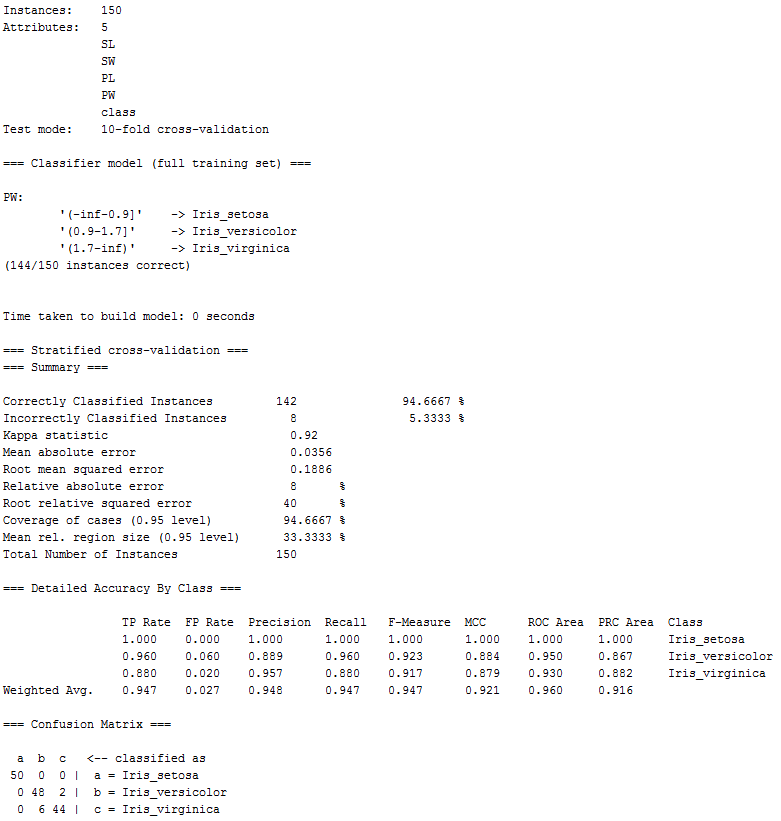 Instances:    150
Attributes:   5
              SL
              SW
              PL
              PW
              class
Test mode:    10-fold cross-validation
=== Classifier model (full training set) ===
PW:
        '(-inf-0.9]'    -> Iris_setosa
        '(0.9-1.7]'     -> Iris_versicolor
        '(1.7-inf)'     -> Iris_virginica
(144/150 instances correct)
Time taken to build model: 0 seconds
=== Stratified cross-validation ===
=== Summary ===
Correctly Classified Instances         142               94.6667 %
Incorrectly Classified Instances         8                5.3333 %
Kappa statistic                          0.92
Mean absolute error                      0.0356
Root mean squared error                  0.1886
Relative absolute error                  8      %
Root relative squared error             40      %
Coverage of cases (0.95 level)          94.6667 %
Mean rel. region size (0.95 level)      33.3333 %
Total Number of Instances              150
=== Detailed Accuracy By Class ===
                 TP Rate  FP Rate  Precision  Recall   F-Measure  MCC      ROC Area  PRC Area  Class
                 1.000    0.000    1.000      1.000    1.000      1.000    1.000     1.000     Iris_setosa
                 0.960    0.060    0.889      0.960    0.923      0.884    0.950     0.867     Iris_versicolor
                 0.880    0.020    0.957      0.880    0.917      0.879    0.930     0.882     Iris_virginica
Weighted Avg.    0.947    0.027    0.948      0.947    0.947      0.921    0.960     0.916
=== Confusion Matrix ===
  a  b  c   <-- classified as
 50  0  0 |  a = Iris_setosa
  0 48  2 |  b = Iris_versicolor
  0  6 44 |  c = Iris_virginica